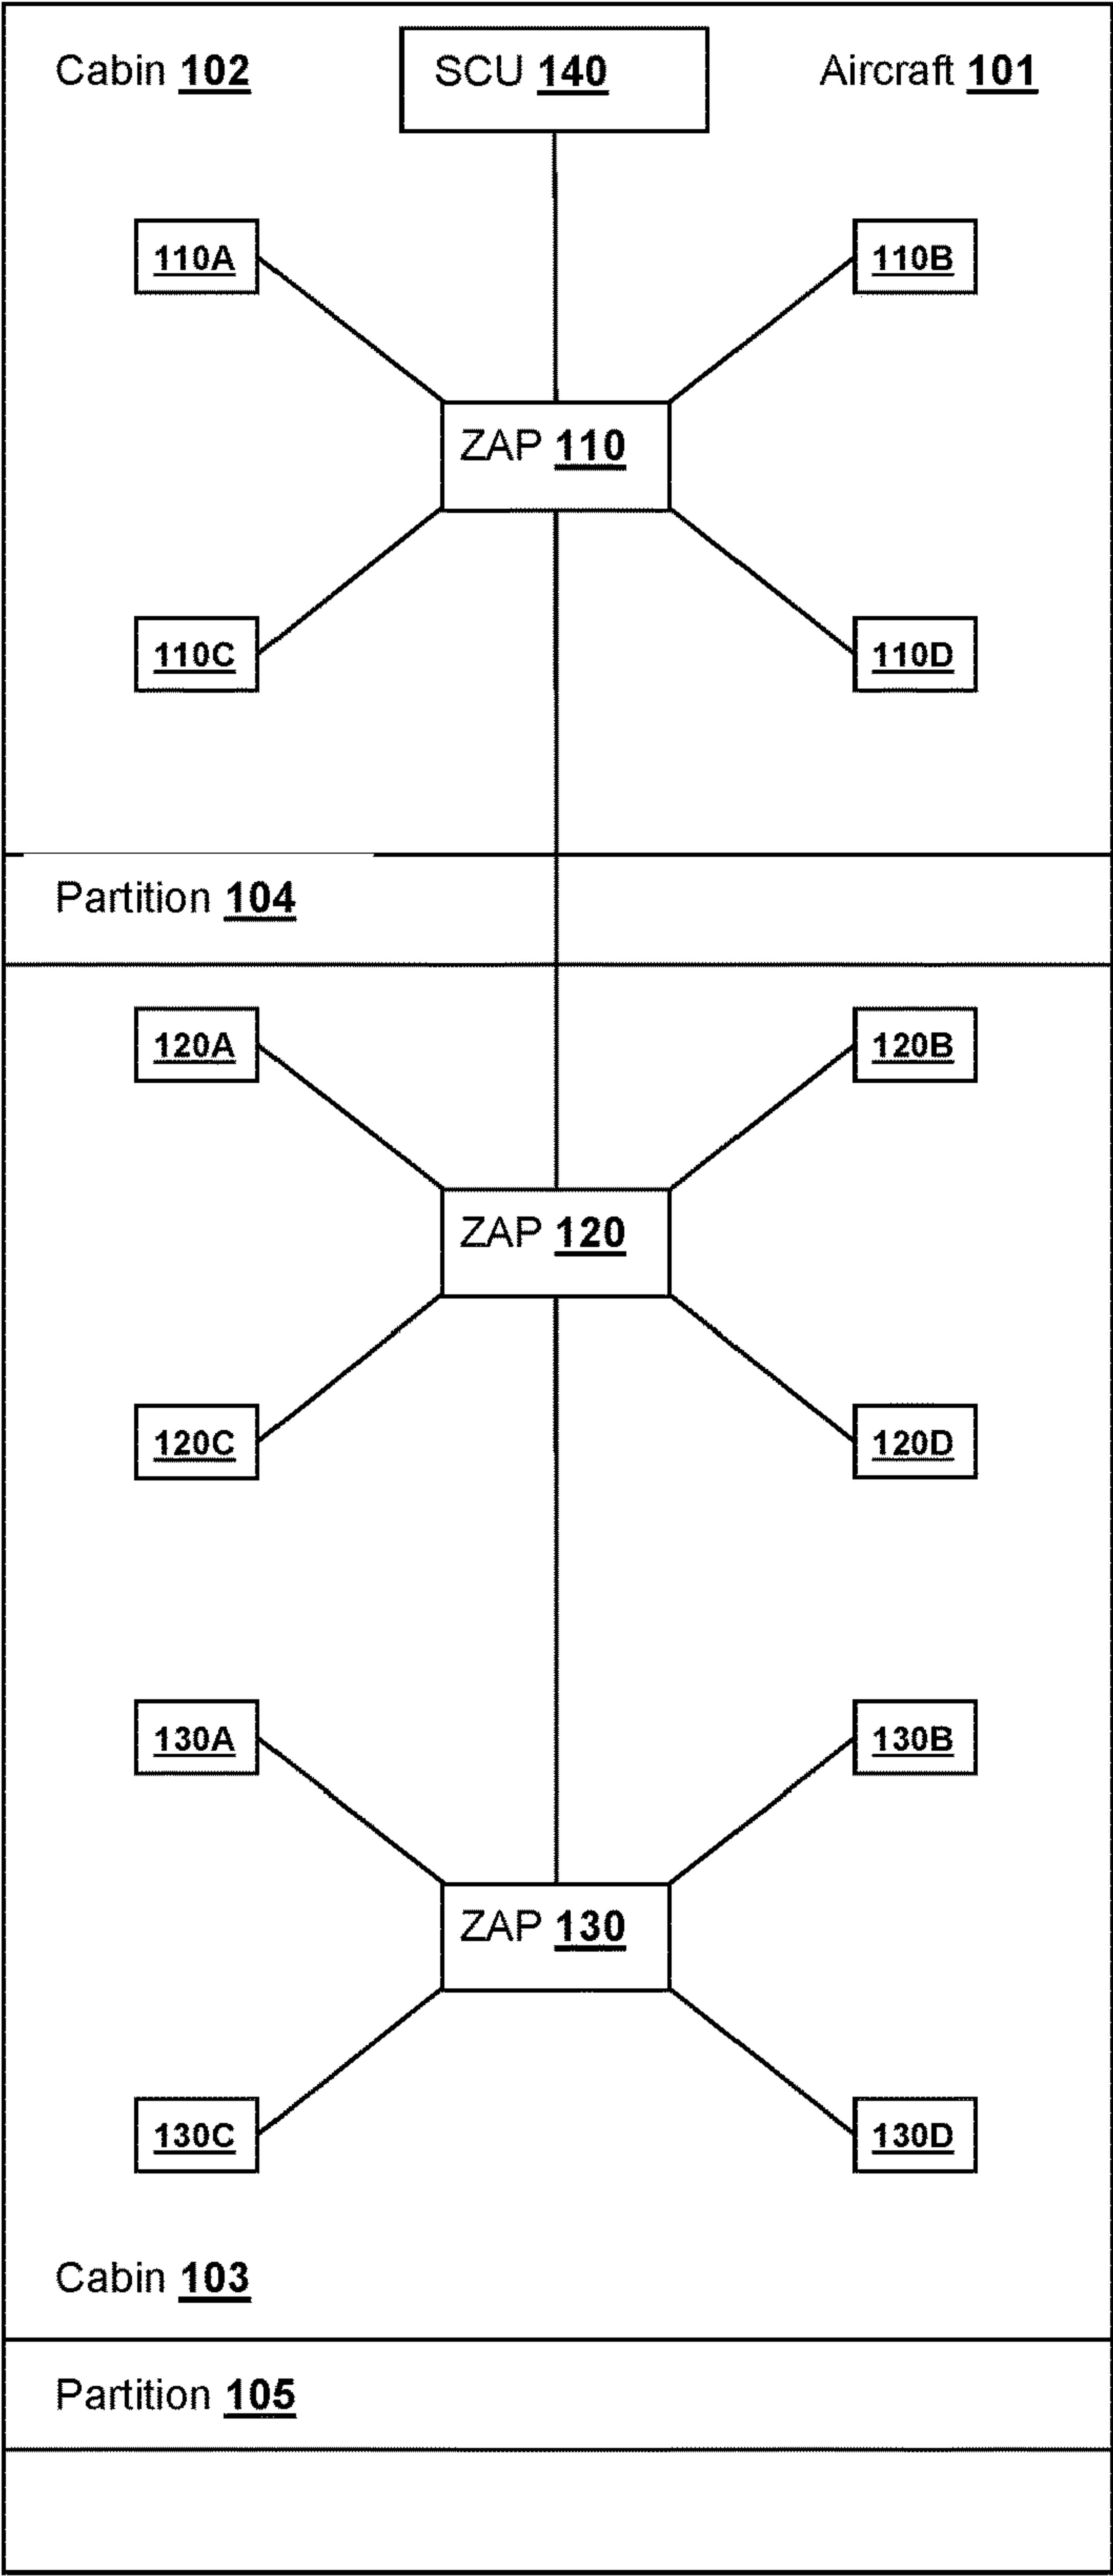 Cabin 102
SCU 140
Aircraft 101
110A
110B
ZAP 110
110C
110D
Partition 104
120A
120B
ZAP 120
120C
120D
130A
130B
ZAP 130
130C
130D
Cabin 103
Partition 105